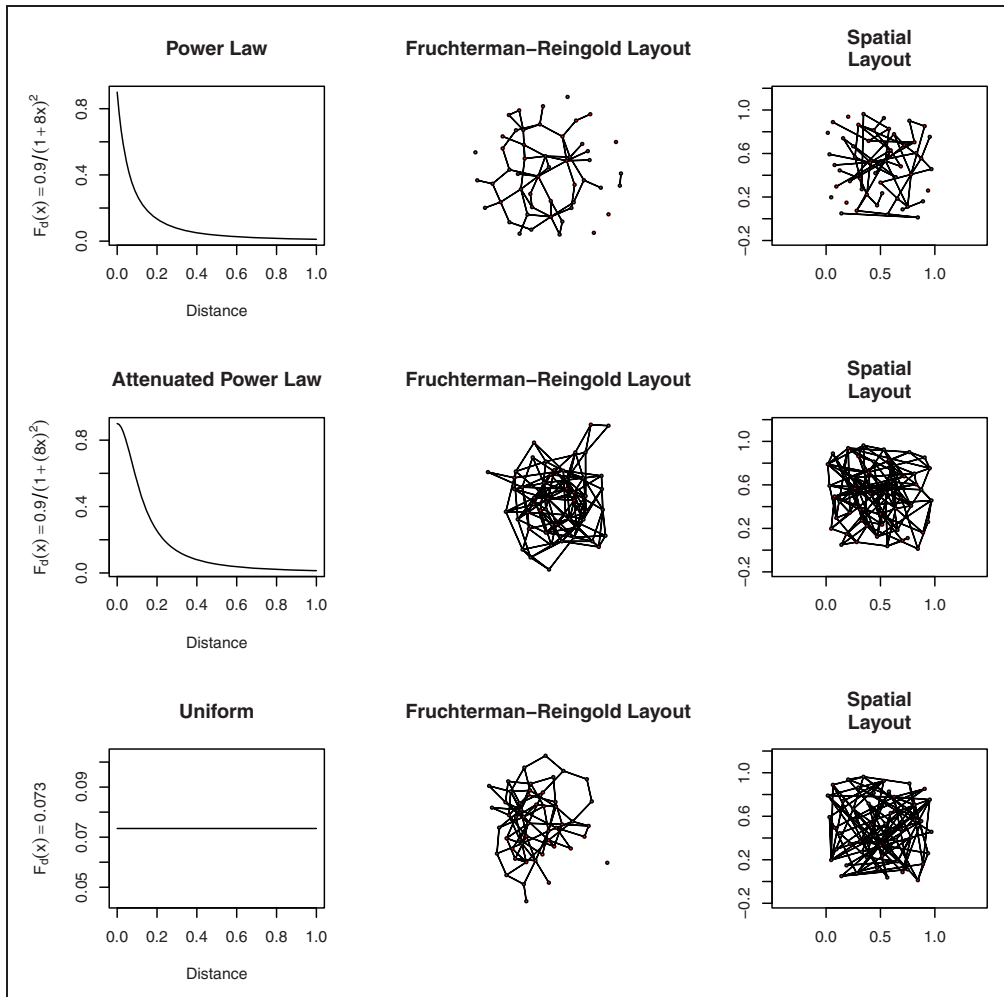 Power Law
Fruchterman−Reingold Layout
Spatial
Layout
F_d(x) = 0.9/(1+8x)^2
0.8
0.4
0.0
0.0 0.2 0.4 0.6 0.8 1.0
Distance
1.0
0.6
0.2
−0.2
0.0 0.5 1.0
Attenuated Power Law
Fruchterman−Reingold Layout
Spatial
Layout
F_d(x) = 0.9/(1+(8x)^2)
0.8
0.4
0.0
0.0 0.2 0.4 0.6 0.8 1.0
Distance
1.0
0.6
0.2
−0.2
0.0 0.5 1.0
Uniform
Fruchterman−Reingold Layout
Spatial
Layout
F_d(x) = 0.073
0.09
0.07
0.05
0.0 0.2 0.4 0.6 0.8 1.0
Distance
1.0
0.6
0.2
−0.2
0.0 0.5 1.0